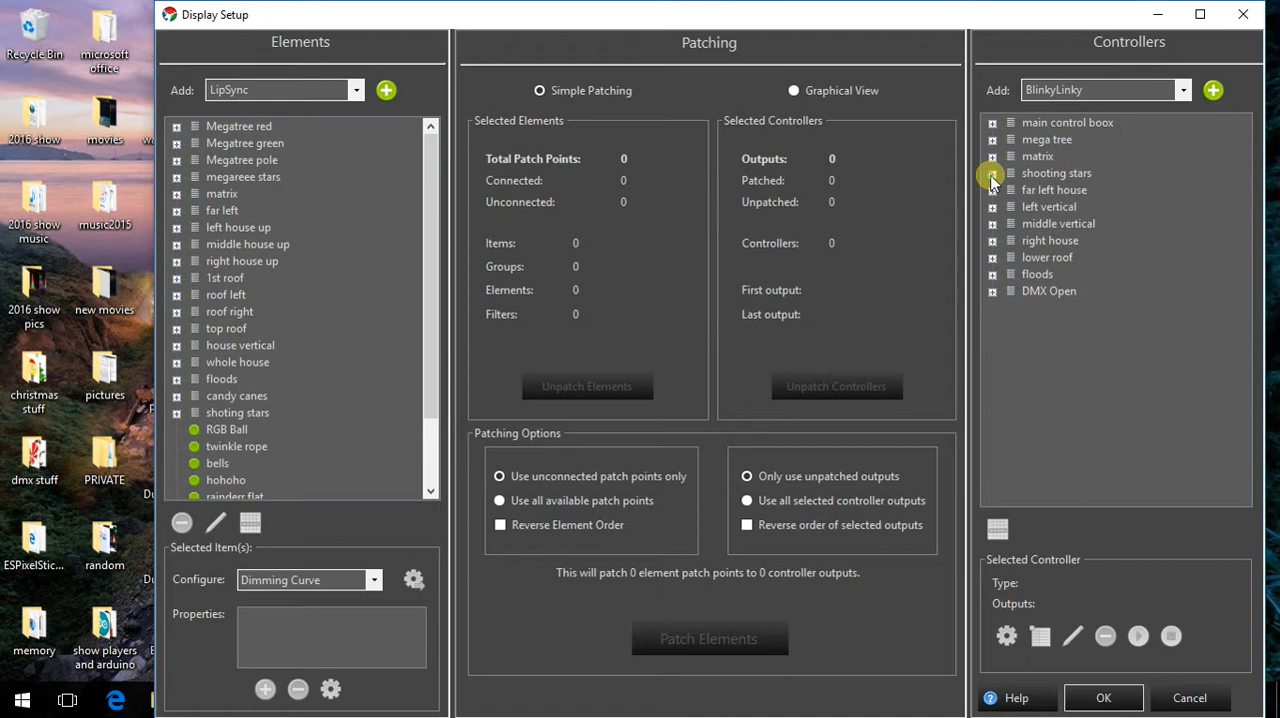 Recycle Bin
microsoft office
2016 show
movies
2016 show music
music2015
2016 show pics
new movies
christmas stuff
pictures
dmx stuff
PRIVATE
ESPixelStic...
random
memory
show players and arduino
Display Setup
Elements
Add: LipSync
Megatree red
Megatree green
Megatree pole
megareee stars
matrix
far left
left house up
middle house up
right house up
1st roof
roof left
roof right
top roof
house vertical
whole house
floods
candy canes
shoting stars
RGB Ball
twinkle rope
bells
hohoho
rainderr flat
Selected Item(s):
Configure: Dimming Curve
Properties:
Patching
Simple Patching Graphical View
Selected Elements
Total Patch Points: 0
Connected: 0
Unconnected: 0
Items: 0
Groups: 0
Elements: 0
Filters: 0
Unpatch Elements
Selected Controllers
Outputs: 0
Patched: 0
Unpatched: 0
Controllers: 0
First output:
Last output:
Unpatch Controllers
Patching Options
Use unconnected patch points only
Use all available patch points
Reverse Element Order
Only use unpatched outputs
Use all selected controller outputs
Reverse order of selected outputs
This will patch 0 element patch points to 0 controller outputs.
Patch Elements
Controllers
Add: BlinkyLinky
main control boox
mega tree
matrix
shooting stars
far left house
left vertical
middle vertical
right house
lower roof
floods
DMX Open
Selected Controller
Type:
Outputs:
Help OK Cancel